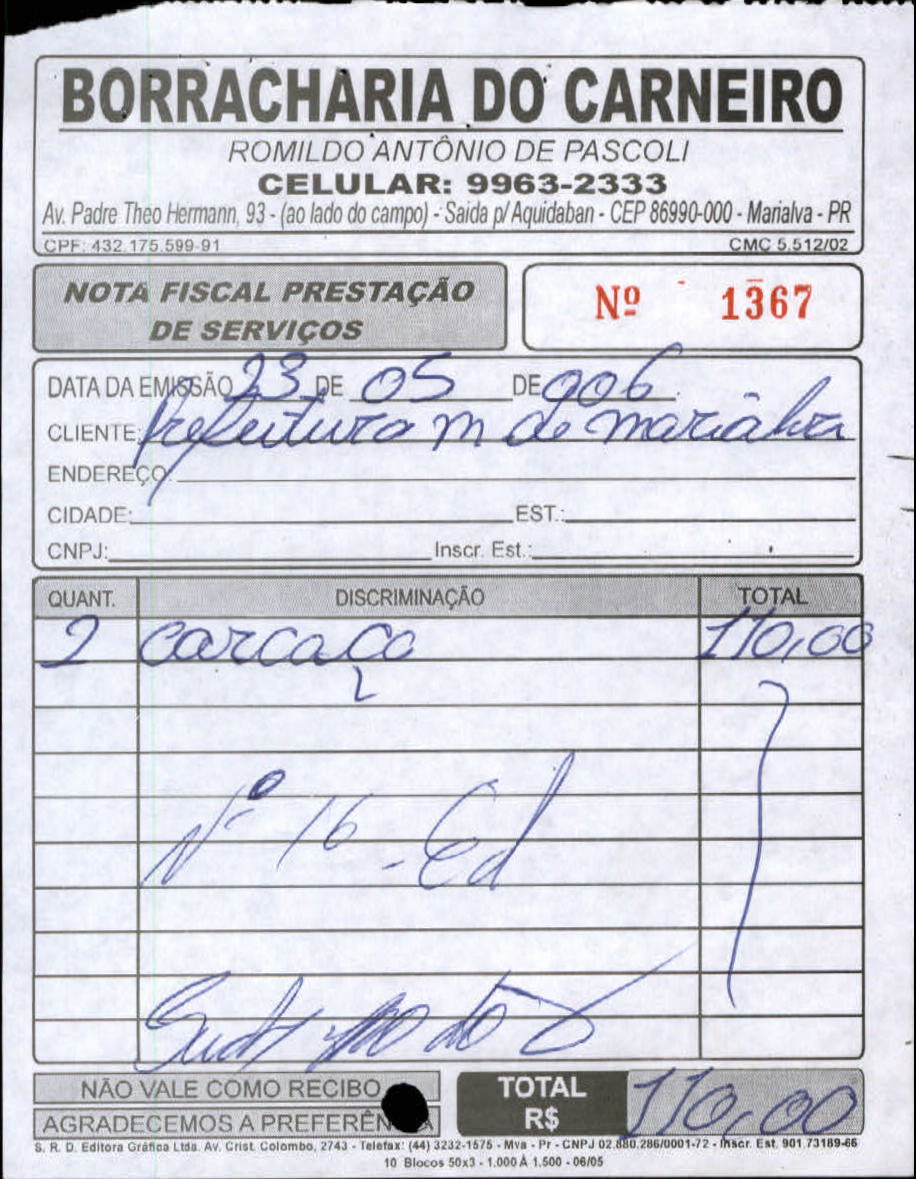 BORRACHARIA DO CARNEIRO
ROMILDO ANTÔNIO DE PASCOLI
CELULAR: 9963-2333
Av. Padre Theo Hermann, 93 - (ao lado do campo) - Saida p/ Aquidaban - CEP 86990-000 - Marialva - PR
CPF: 432.175.599-91 CMC 5.512/02
NOTA FISCAL PRESTAÇÃO
DE SERVIÇOS
Nº 1367
DATA DA EMISSÃO 23 DE 05 DE 006
CLIENTE: Prefeitura m de marialva
ENDEREÇO:
CIDADE: EST.:
CNPJ: Inscr. Est.:
QUANT. DISCRIMINAÇÃO TOTAL
2 carcaça 110,00
Nº 16 - Ed
NÃO VALE COMO RECIBO
AGRADECEMOS A PREFERÊNCIA
TOTAL
R$ 110,00
S. R. D. Editora Gráfica Ltda. Av. Crist. Colombo, 2743 - Telefax: (44) 3232-1575 - Mva - Pr - CNPJ 02.880.286/0001-72 - Inscr. Est. 901.73189-66
10 Blocos 50x3 - 1.000 À 1.500 - 06/05